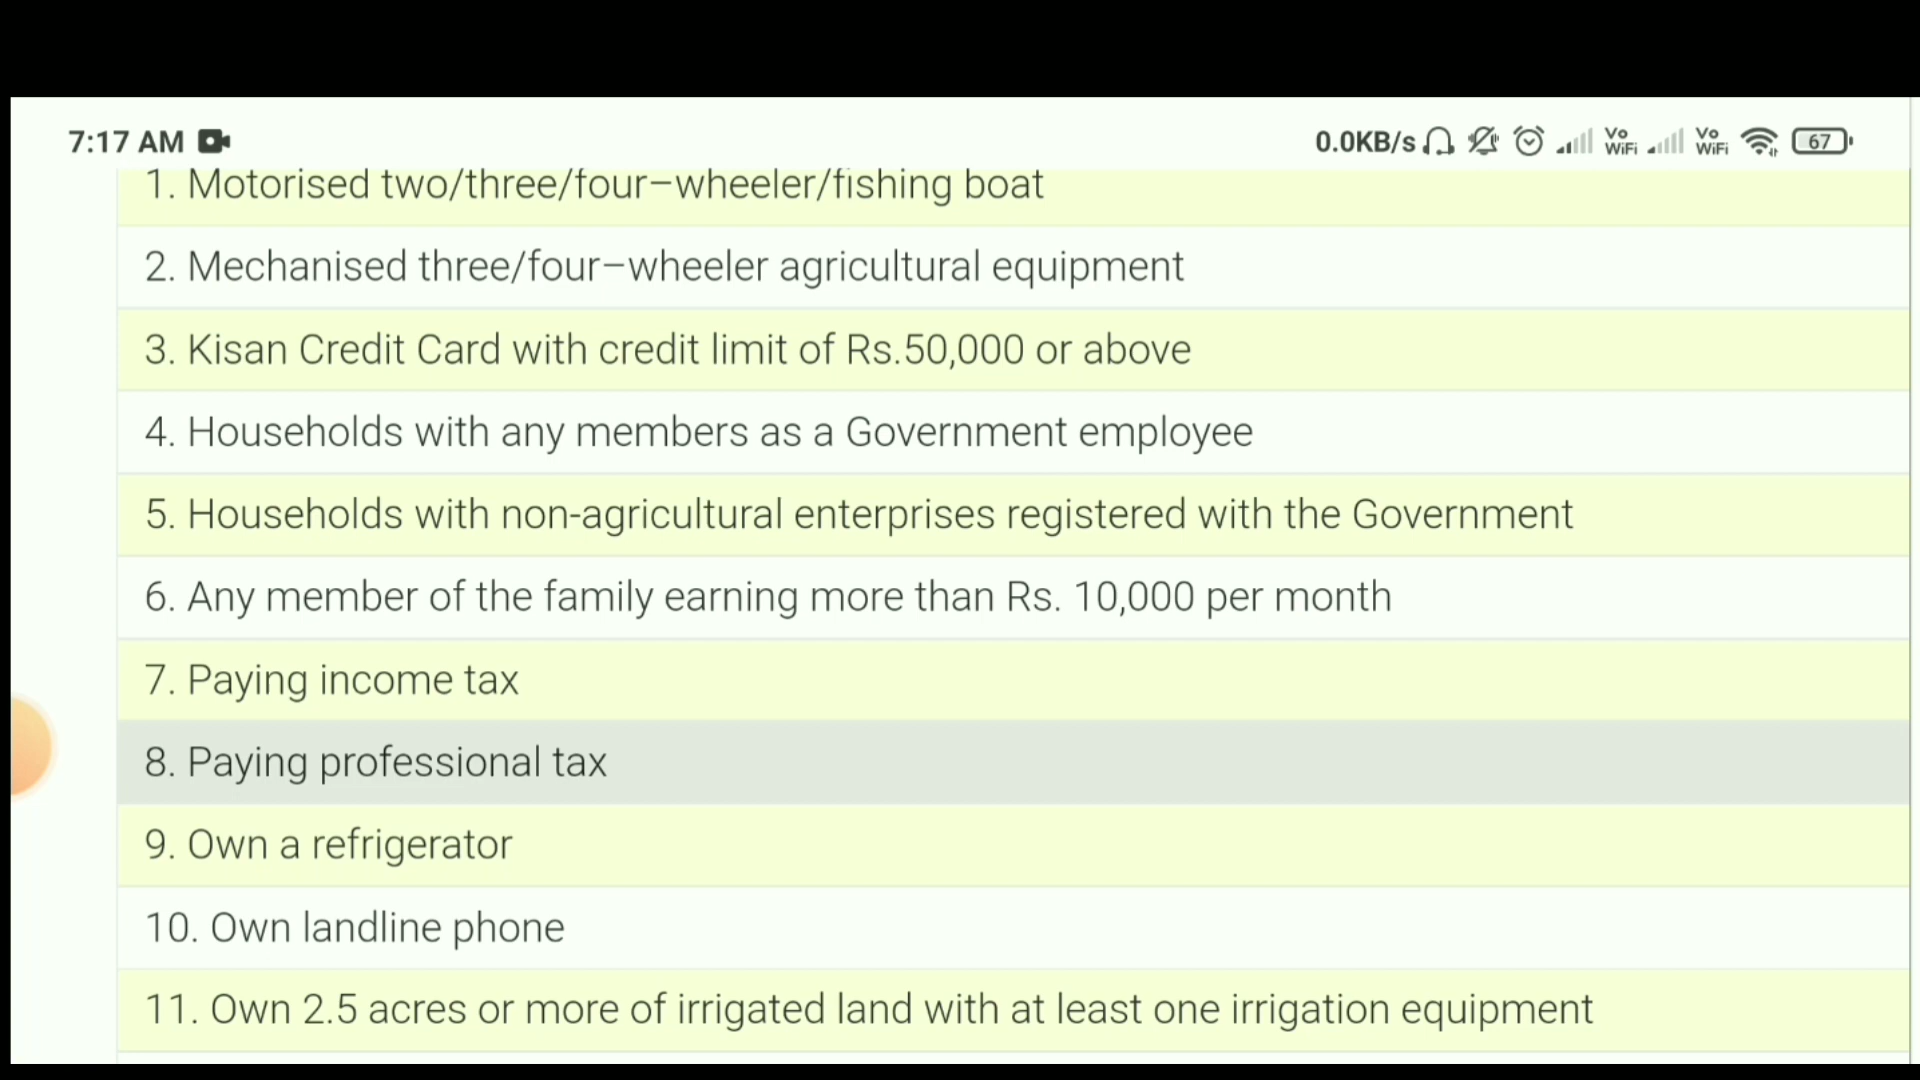 7:17 AM 0.0KB/s Vo WiFi Vo WiFi 67
1. Motorised two/three/four–wheeler/fishing boat
2. Mechanised three/four–wheeler agricultural equipment
3. Kisan Credit Card with credit limit of Rs.50,000 or above
4. Households with any members as a Government employee
5. Households with non-agricultural enterprises registered with the Government
6. Any member of the family earning more than Rs. 10,000 per month
7. Paying income tax
8. Paying professional tax
9. Own a refrigerator
10. Own landline phone
11. Own 2.5 acres or more of irrigated land with at least one irrigation equipment